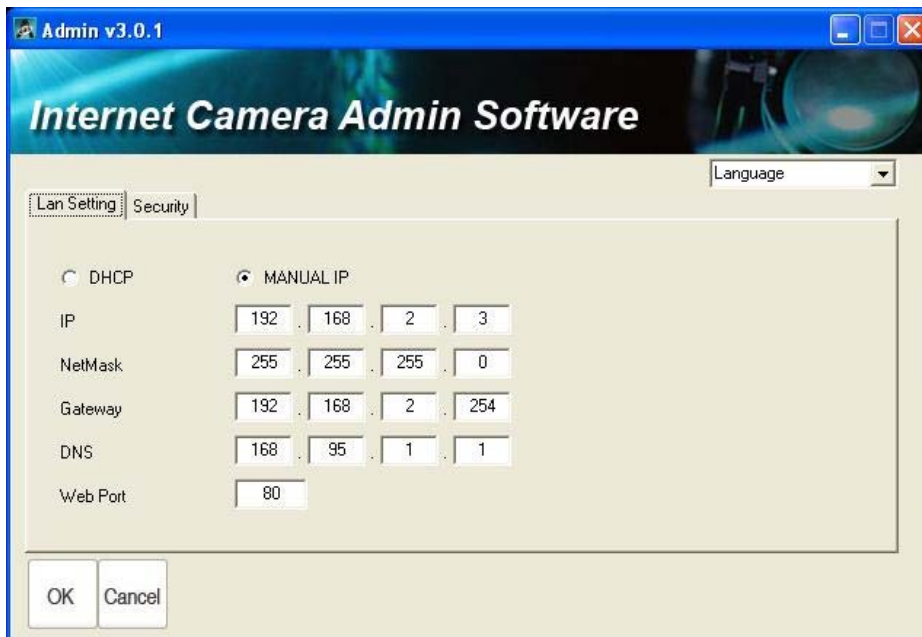 Admin v3.0.1
Internet Camera Admin Software
Language
Lan Setting Security
DHCP MANUAL IP
IP 192 . 168 . 2 . 3
NetMask 255 . 255 . 255 . 0
Gateway 192 . 168 . 2 . 254
DNS 168 . 95 . 1 . 1
Web Port 80
OK Cancel